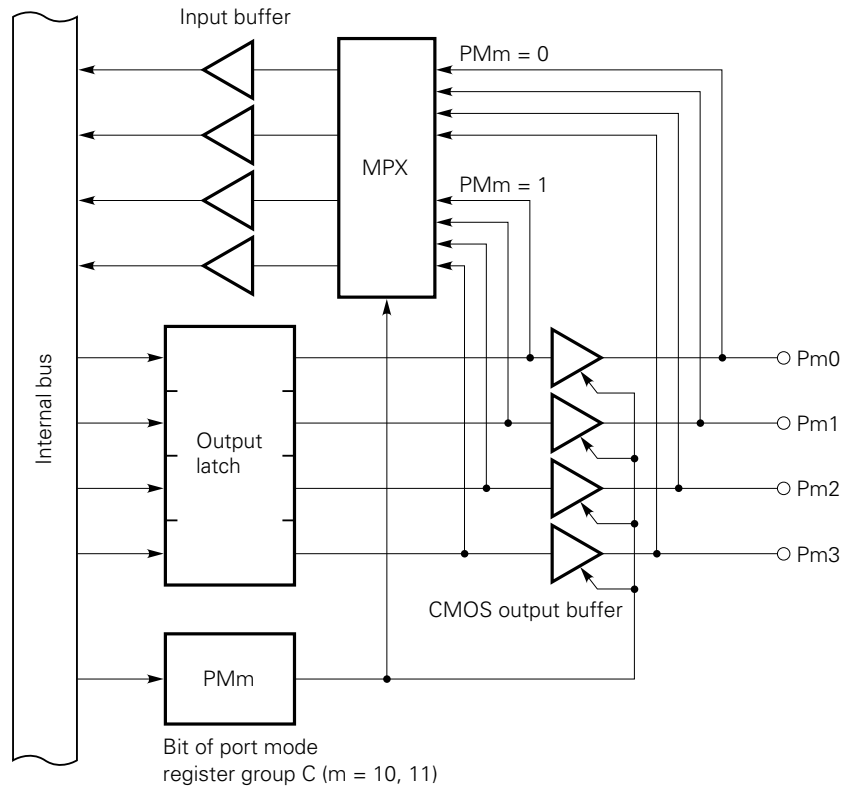 Input buffer
PMm = 0
MPX
PMm = 1
Internal bus
Output
latch
Pm0
Pm1
Pm2
Pm3
CMOS output buffer
PMm
Bit of port mode
register group C (m = 10, 11)